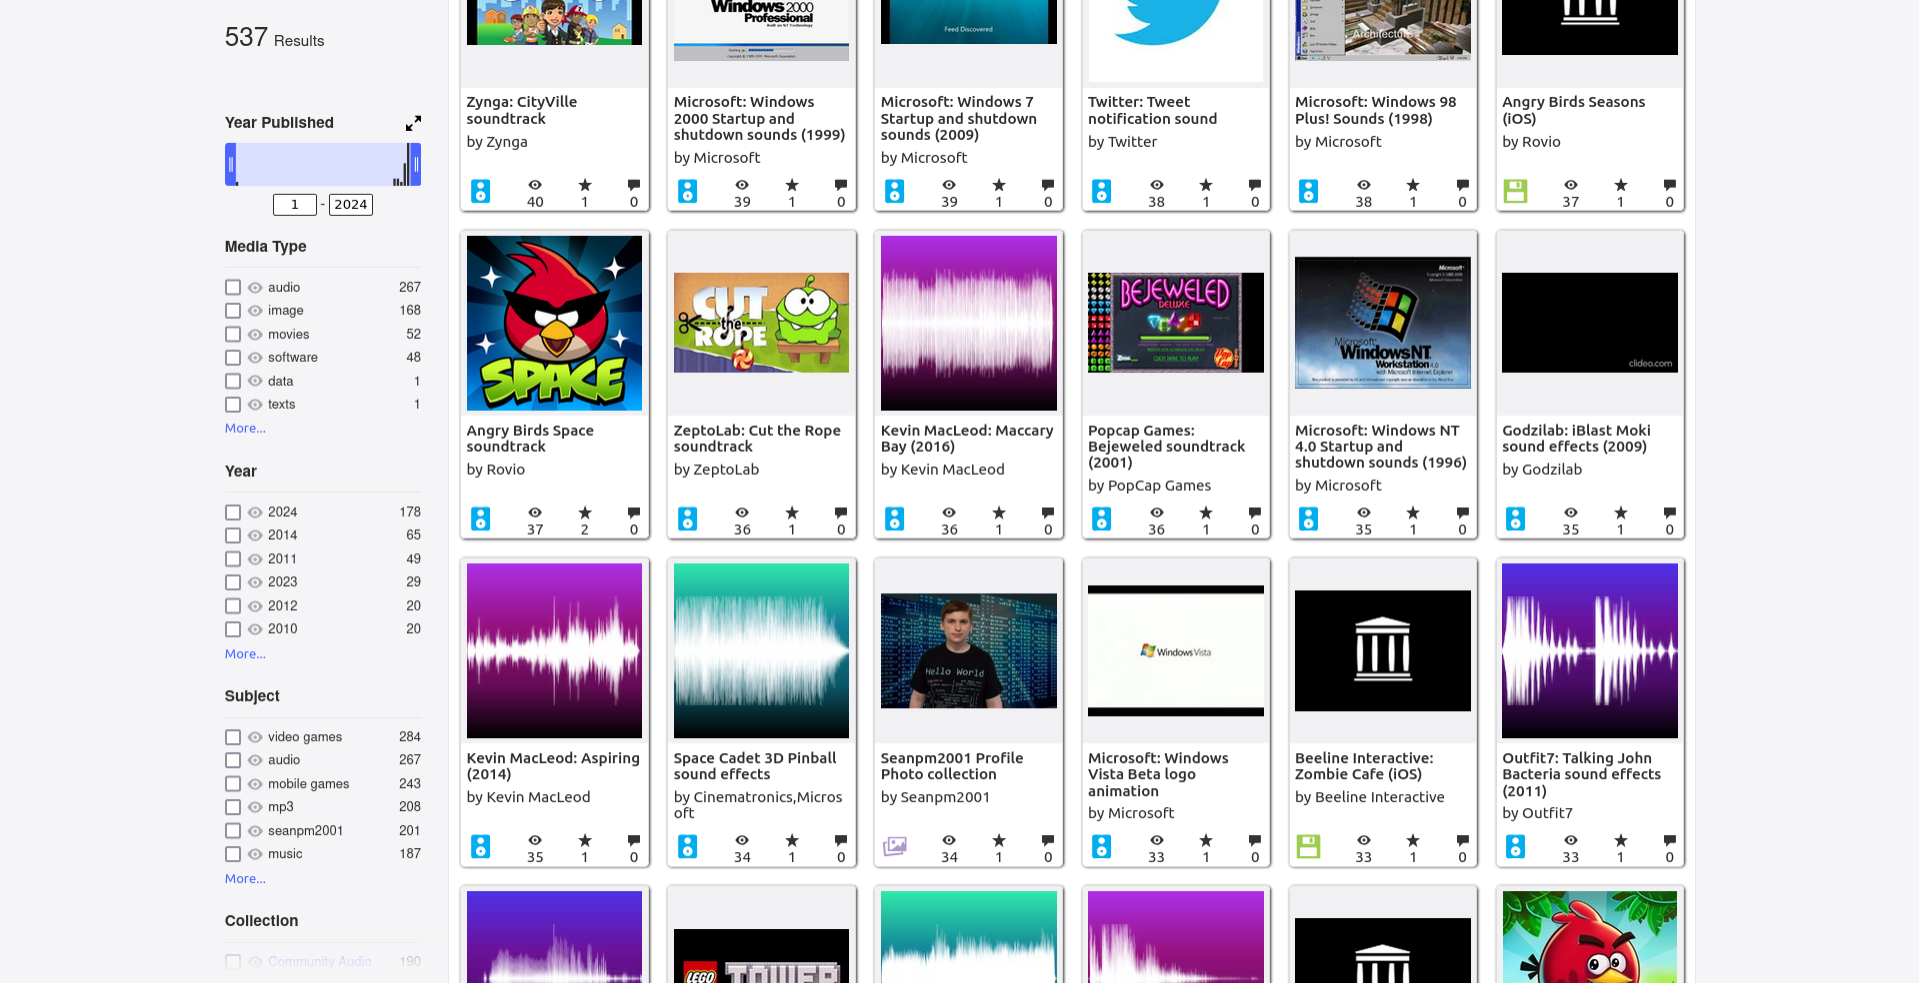 537 Results
Year Published
1 - 2024
Media Type
audio 267
image 168
movies 52
software 48
data 1
texts 1
More...
Year
2024 178
2014 65
2011 49
2023 29
2012 20
2010 20
More...
Subject
video games 284
audio 267
mobile games 243
mp3 208
seanpm2001 201
music 187
More...
Collection
Community Audio 190
Zynga: CityVille
soundtrack
by Zynga
40 1 0
Windows 2000
Professional
Microsoft: Windows
2000 Startup and
shutdown sounds (1999)
by Microsoft
39 1 0
Feed Discovered
Microsoft: Windows 7
Startup and shutdown
sounds (2009)
by Microsoft
39 1 0
Twitter: Tweet
notification sound
by Twitter
38 1 0
Architecture
Microsoft: Windows 98
Plus! Sounds (1998)
by Microsoft
38 1 0
Angry Birds Seasons
(iOS)
by Rovio
37 1 0
SPACE
Angry Birds Space
soundtrack
by Rovio
37 2 0
CUT
the
ROPE
ZeptoLab: Cut the Rope
soundtrack
by ZeptoLab
36 1 0
Kevin MacLeod: Maccary
Bay (2016)
by Kevin MacLeod
36 1 0
BEJEWELED
DELUXE
CLICK HERE TO PLAY!
Popcap Games:
Bejeweled soundtrack
(2001)
by PopCap Games
36 1 0
Microsoft
Microsoft
Windows NT
Workstation 4.0
with Microsoft Internet Explorer
Microsoft: Windows NT
4.0 Startup and
shutdown sounds (1996)
by Microsoft
35 1 0
clideo.com
Godzilab: iBlast Moki
sound effects (2009)
by Godzilab
35 1 0
Kevin MacLeod: Aspiring
(2014)
by Kevin MacLeod
35 1 0
Space Cadet 3D Pinball
sound effects
by Cinematronics,Micros
oft
34 1 0
Hello World
Seanpm2001 Profile
Photo collection
by Seanpm2001
34 1 0
Windows Vista
Microsoft: Windows
Vista Beta logo
animation
by Microsoft
33 1 0
Beeline Interactive:
Zombie Cafe (iOS)
by Beeline Interactive
33 1 0
Outfit7: Talking John
Bacteria sound effects
(2011)
by Outfit7
33 1 0
LEGO TOWER